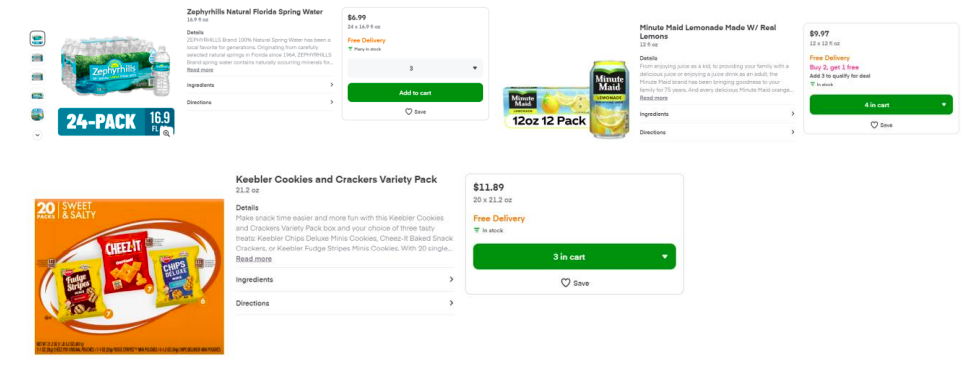 Zephyrhills Natural Florida Spring Water
16.9 fl oz
Details
ZEPHYRHILLS Brand 100% Natural Spring Water has been a
local favorite for generations. Originating from carefully
selected natural springs in Florida since 1964, ZEPHYRHILLS
Brand spring water contains naturally occurring minerals for...
Read more
Ingredients
Directions
Zephyrhills
24-PACK
16.9
FL
$6.99
24 x 16.9 fl oz
Free Delivery
Many in stock
3
Add to cart
Save
Minute Maid Lemonade Made W/ Real
Lemons
12 fl oz
Details
From enjoying juice as a kid, to providing your family with a
delicious juice or enjoying a juice drink as an adult, the
Minute Maid brand has been bringing goodness to your
family for 75 years. And every delicious Minute Maid orange...
Read more
Ingredients
Directions
Minute
Maid
LEMONADE
12oz 12 Pack
Minute
Maid
LEMONADE
$9.97
12 x 12 fl oz
Free Delivery
Buy 2, get 1 free
Add 3 to qualify for deal
In stock
4 in cart
Save
Keebler Cookies and Crackers Variety Pack
21.2 oz
Details
Make snack time easier and more fun with this Keebler Cookies
and Crackers Variety Pack box and your choice of three tasty
treats: Keebler Chips Deluxe Minis Cookies, Cheez-It Baked Snack
Crackers, or Keebler Fudge Stripes Minis Cookies. With 20 single...
Read more
Ingredients
Directions
20
PACKS
SWEET
& SALTY
CHEEZ-IT
Fudge
Stripes
CHIPS
DELUXE
7
7
6
$11.89
20 x 21.2 oz
Free Delivery
In stock
3 in cart
Save